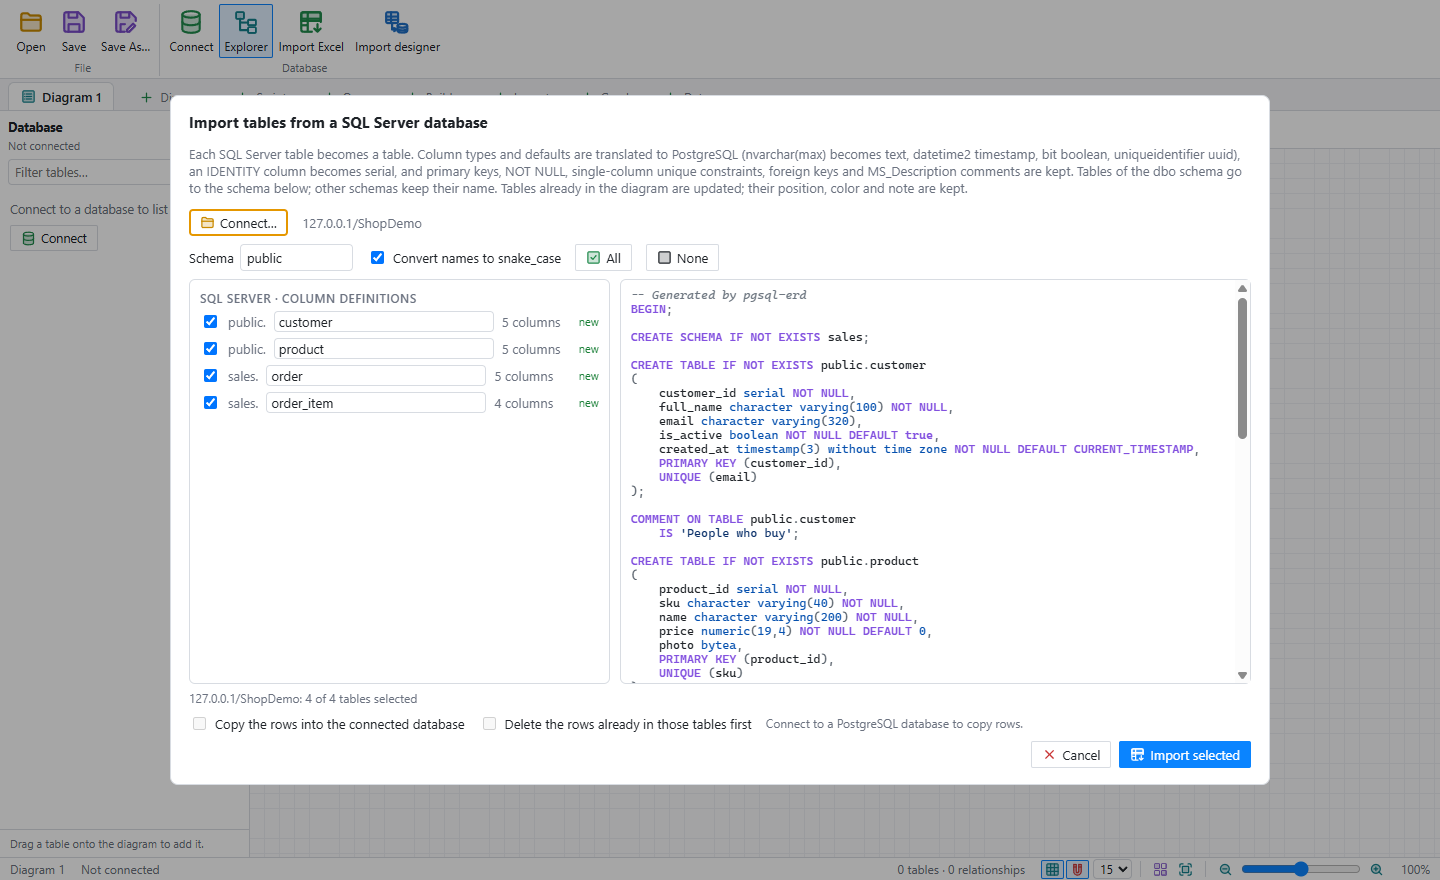 Open
Save
Save As...
Connect
Explorer
Import Excel
Import designer
File
Database
Diagram 1
Database
Not connected
Filter tables...
Connect to a database to list
Connect
Import tables from a SQL Server database
Each SQL Server table becomes a table. Column types and defaults are translated to PostgreSQL (nvarchar(max) becomes text, datetime2 timestamp, bit boolean, uniqueidentifier uuid),
an IDENTITY column becomes serial, and primary keys, NOT NULL, single-column unique constraints, foreign keys and MS_Description comments are kept. Tables of the dbo schema go
to the schema below; other schemas keep their name. Tables already in the diagram are updated; their position, color and note are kept.
Connect... 127.0.0.1/ShopDemo
Schema public Convert names to snake_case All None
SQL SERVER · COLUMN DEFINITIONS
public. customer 5 columns new
public. product 5 columns new
sales. order 5 columns new
sales. order_item 4 columns new
-- Generated by pgsql-erd
BEGIN;
CREATE SCHEMA IF NOT EXISTS sales;
CREATE TABLE IF NOT EXISTS public.customer
(
customer_id serial NOT NULL,
full_name character varying(100) NOT NULL,
email character varying(320),
is_active boolean NOT NULL DEFAULT true,
created_at timestamp(3) without time zone NOT NULL DEFAULT CURRENT_TIMESTAMP,
PRIMARY KEY (customer_id),
UNIQUE (email)
);
COMMENT ON TABLE public.customer
IS 'People who buy';
CREATE TABLE IF NOT EXISTS public.product
(
product_id serial NOT NULL,
sku character varying(40) NOT NULL,
name character varying(200) NOT NULL,
price numeric(19,4) NOT NULL DEFAULT 0,
photo bytea,
PRIMARY KEY (product_id),
UNIQUE (sku)
127.0.0.1/ShopDemo: 4 of 4 tables selected
Copy the rows into the connected database Delete the rows already in those tables first Connect to a PostgreSQL database to copy rows.
Cancel Import selected
Drag a table onto the diagram to add it.
Diagram 1 Not connected 0 tables · 0 relationships 15 100%